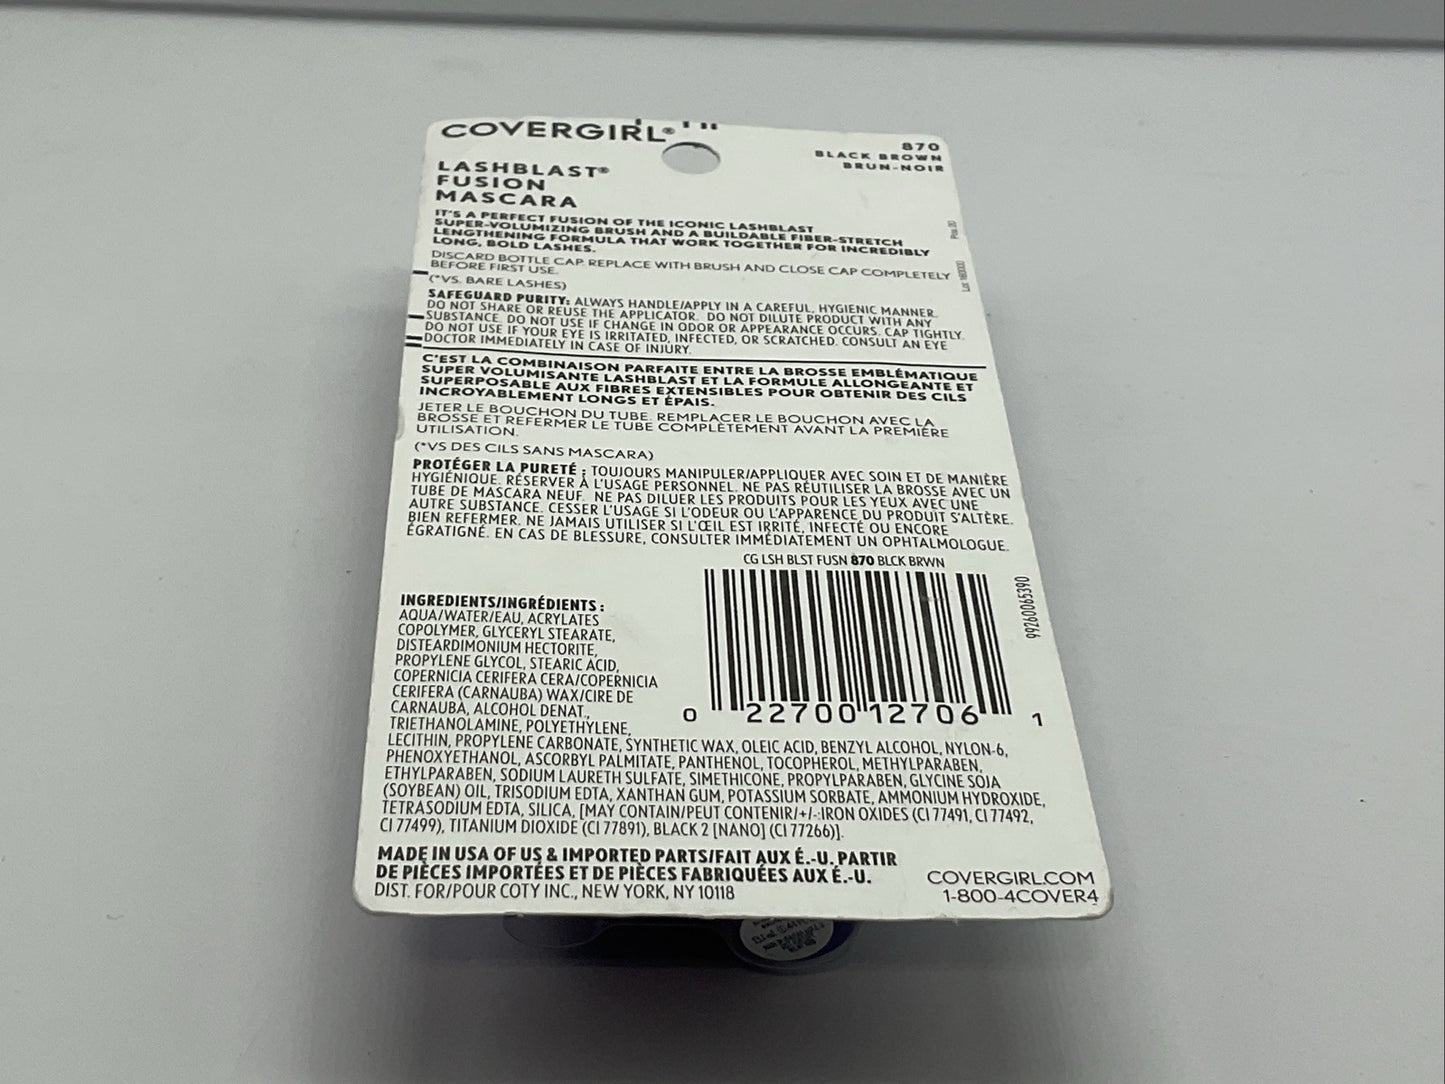 COVERGIRL®
870
BLACK BROWN
BRUN-NOIR
LASHBLAST®
FUSION
MASCARA
IT'S A PERFECT FUSION OF THE ICONIC LASHBLAST
SUPER-VOLUMIZING BRUSH AND A BUILDABLE FIBER-STRETCH
LENGTHENING FORMULA THAT WORK TOGETHER FOR INCREDIBLY
LONG, BOLD LASHES.
DISCARD BOTTLE CAP. REPLACE WITH BRUSH AND CLOSE CAP COMPLETELY
BEFORE FIRST USE.
(*VS. BARE LASHES)
SAFEGUARD PURITY: ALWAYS HANDLE/APPLY IN A CAREFUL, HYGIENIC MANNER.
DO NOT SHARE OR REUSE THE APPLICATOR. DO NOT DILUTE PRODUCT WITH ANY
SUBSTANCE. DO NOT USE IF CHANGE IN ODOR OR APPEARANCE OCCURS. CAP TIGHTLY.
DO NOT USE IF YOUR EYE IS IRRITATED, INFECTED, OR SCRATCHED. CONSULT AN EYE
DOCTOR IMMEDIATELY IN CASE OF INJURY.
C'EST LA COMBINAISON PARFAITE ENTRE LA BROSSE EMBLÉMATIQUE
SUPER VOLUMISANTE LASHBLAST ET LA FORMULE ALLONGEANTE ET
SUPERPOSABLE AUX FIBRES EXTENSIBLES POUR OBTENIR DES CILS
INCROYABLEMENT LONGS ET ÉPAIS.
JETER LE BOUCHON DU TUBE. REMPLACER LE BOUCHON AVEC LA
BROSSE ET REFERMER LE TUBE COMPLÈTEMENT AVANT LA PREMIÈRE
UTILISATION.
(*VS DES CILS SANS MASCARA)
PROTÉGER LA PURETÉ : TOUJOURS MANIPULER/APPLIQUER AVEC SOIN ET DE MANIÈRE
HYGIÉNIQUE. RÉSERVER À L'USAGE PERSONNEL. NE PAS RÉUTILISER LA BROSSE AVEC UN
TUBE DE MASCARA NEUF. NE PAS DILUER LES PRODUITS POUR LES YEUX AVEC UNE
AUTRE SUBSTANCE. CESSER L'USAGE SI L'ODEUR OU L'APPARENCE DU PRODUIT S'ALTÈRE.
BIEN REFERMER. NE JAMAIS UTILISER SI L'ŒIL EST IRRITÉ, INFECTÉ OU ENCORE
ÉGRATIGNÉ. EN CAS DE BLESSURE, CONSULTER IMMÉDIATEMENT UN OPHTALMOLOGUE.
CG LSH BLST FUSN 870 BLCK BRWN
99260065390
0 22700 12706 1
INGREDIENTS/INGRÉDIENTS :
AQUA/WATER/EAU, ACRYLATES
COPOLYMER, GLYCERYL STEARATE,
DISTEARDIMONIUM HECTORITE,
PROPYLENE GLYCOL, STEARIC ACID,
COPERNICIA CERIFERA CERA/COPERNICIA
CERIFERA (CARNAUBA) WAX/CIRE DE
CARNAUBA, ALCOHOL DENAT.,
TRIETHANOLAMINE, POLYETHYLENE,
LECITHIN, PROPYLENE CARBONATE, SYNTHETIC WAX, OLEIC ACID, BENZYL ALCOHOL, NYLON-6,
PHENOXYETHANOL, ASCORBYL PALMITATE, PANTHENOL, TOCOPHEROL, METHYLPARABEN,
ETHYLPARABEN, SODIUM LAURETH SULFATE, SIMETHICONE, PROPYLPARABEN, GLYCINE SOJA
(SOYBEAN) OIL, TRISODIUM EDTA, XANTHAN GUM, POTASSIUM SORBATE, AMMONIUM HYDROXIDE,
TETRASODIUM EDTA, SILICA, [MAY CONTAIN/PEUT CONTENIR/+/-:IRON OXIDES (CI 77491, CI 77492,
CI 77499), TITANIUM DIOXIDE (CI 77891), BLACK 2 [NANO] (CI 77266)].
MADE IN USA OF US & IMPORTED PARTS/FAIT AUX É.-U. PARTIR
DE PIÈCES IMPORTÉES ET DE PIÈCES FABRIQUÉES AUX É.-U.
DIST. FOR/POUR COTY INC., NEW YORK, NY 10118
COVERGIRL.COM
1-800-4COVER4